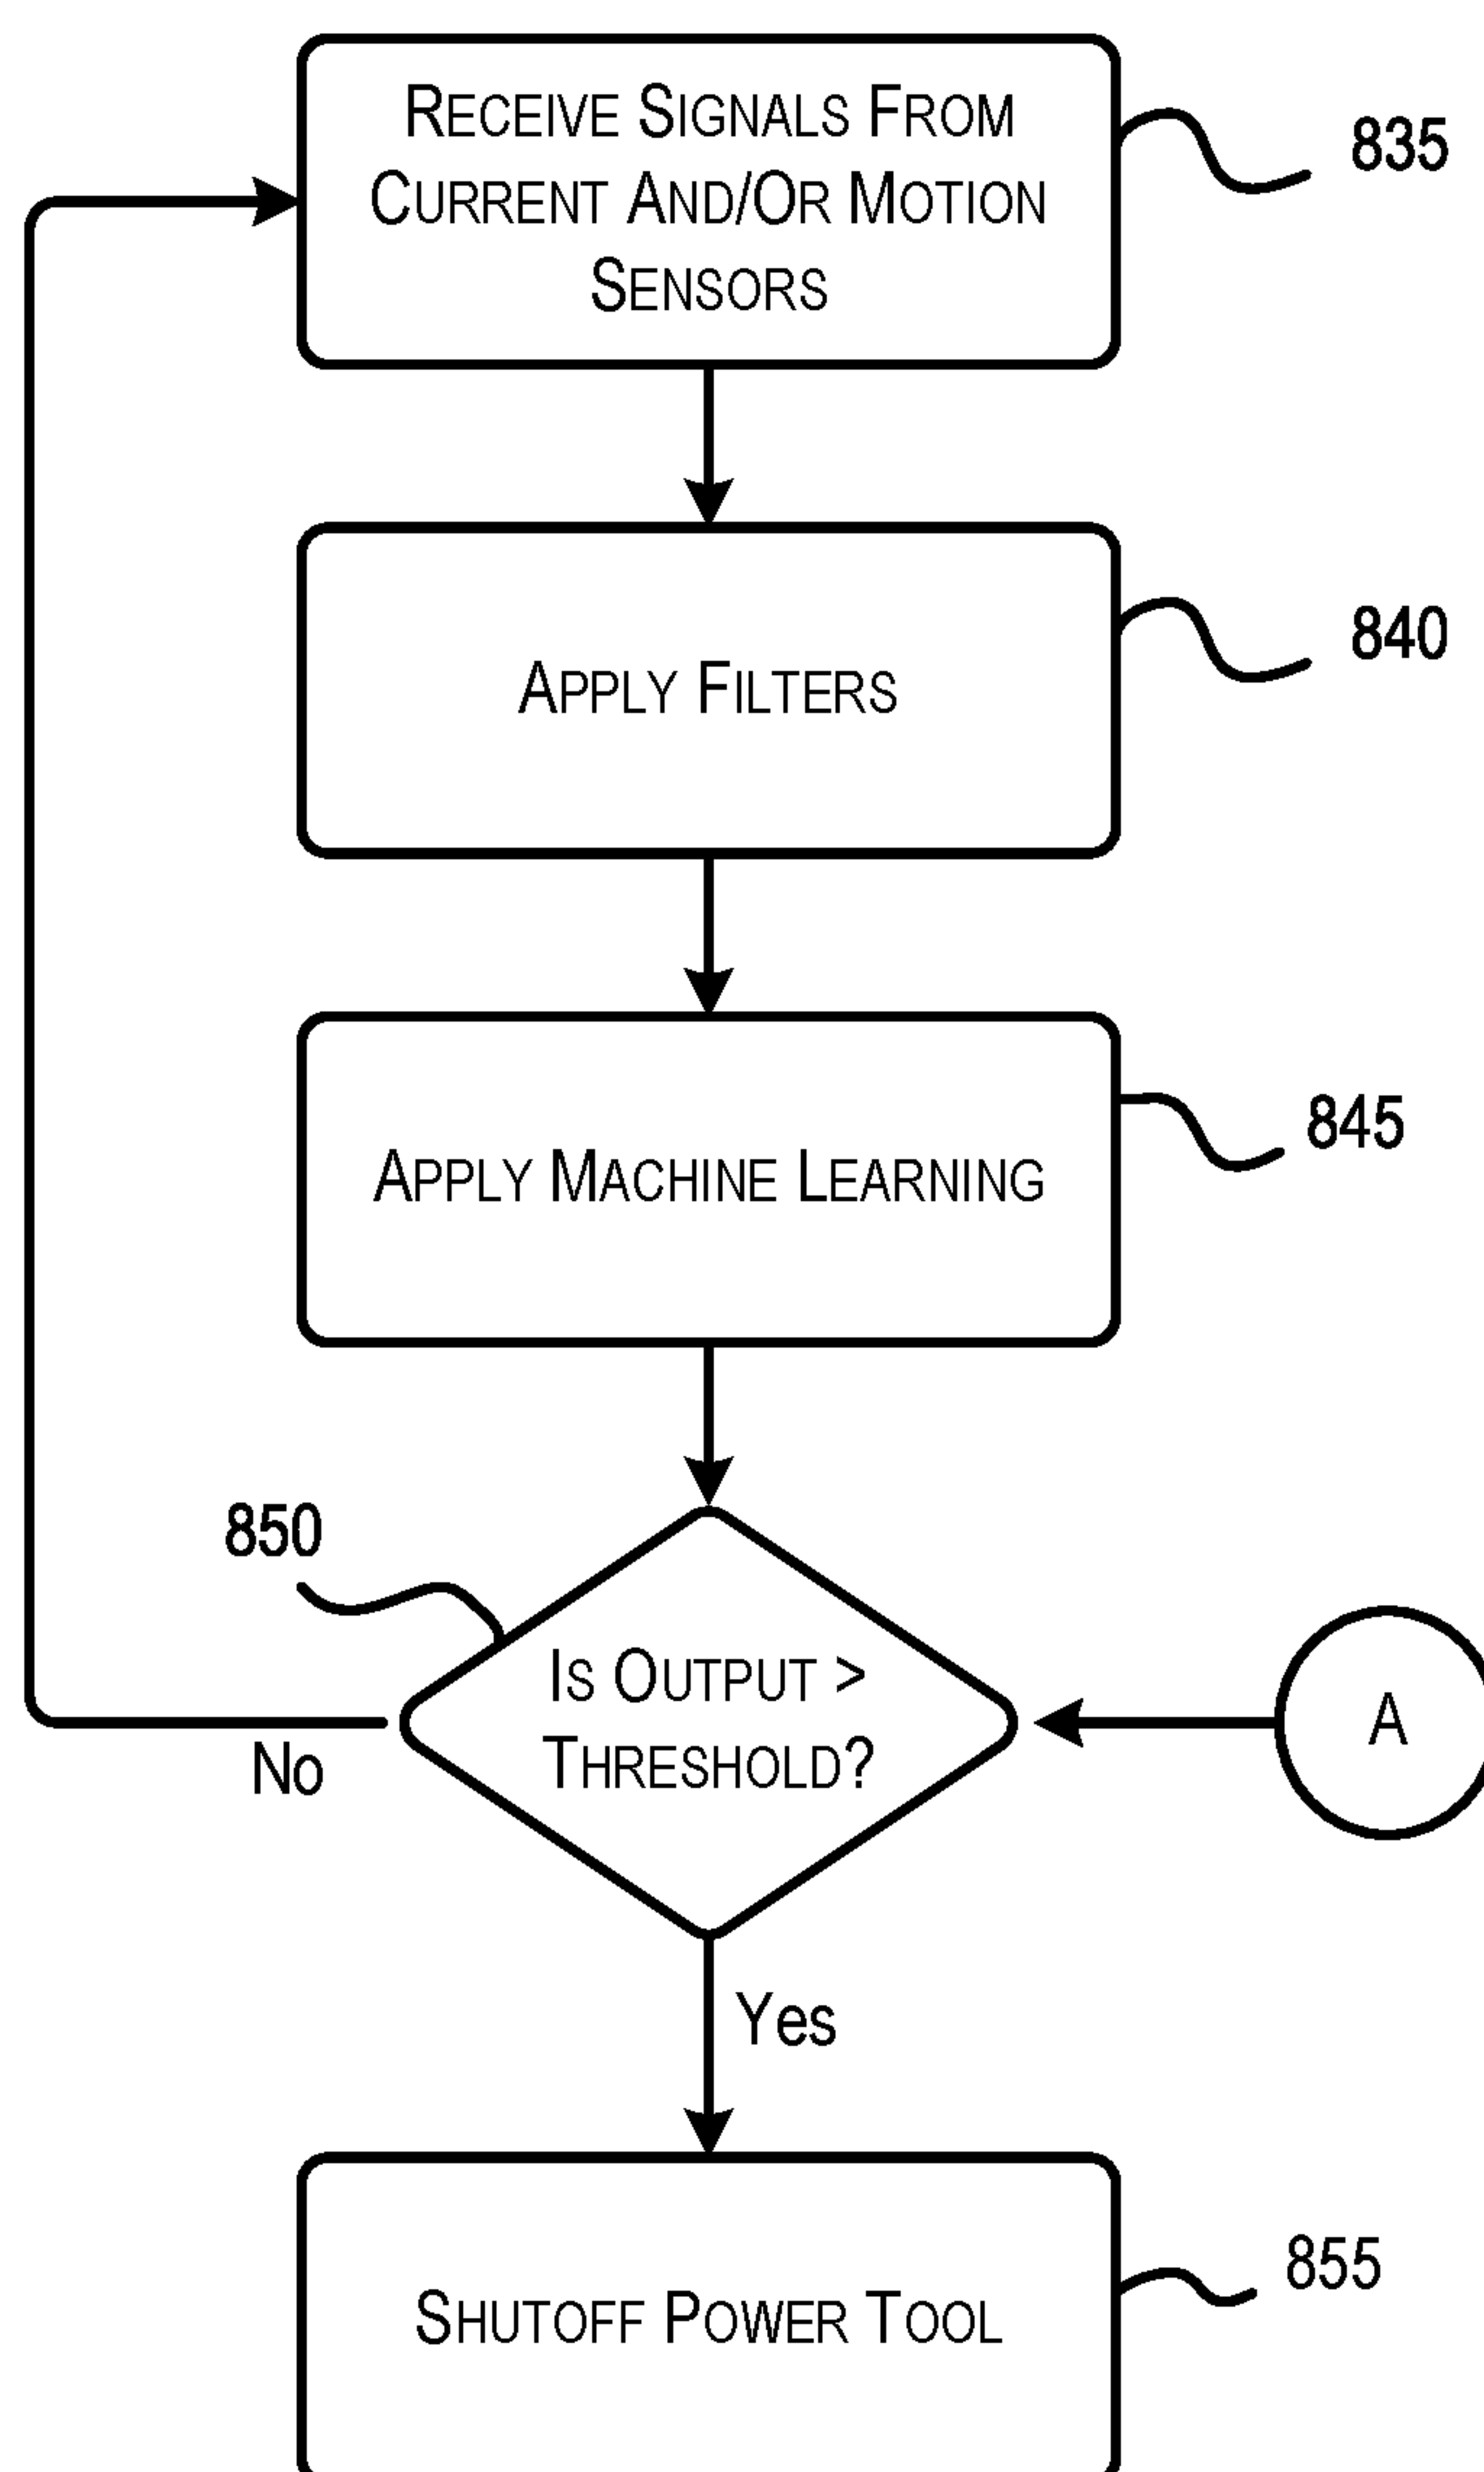 RECEIVE SIGNALS FROM
CURRENT AND/OR MOTION
SENSORS
835
APPLY FILTERS
840
APPLY MACHINE LEARNING
845
850
IS OUTPUT >
THRESHOLD?
A
No
Yes
SHUTOFF POWER TOOL
855